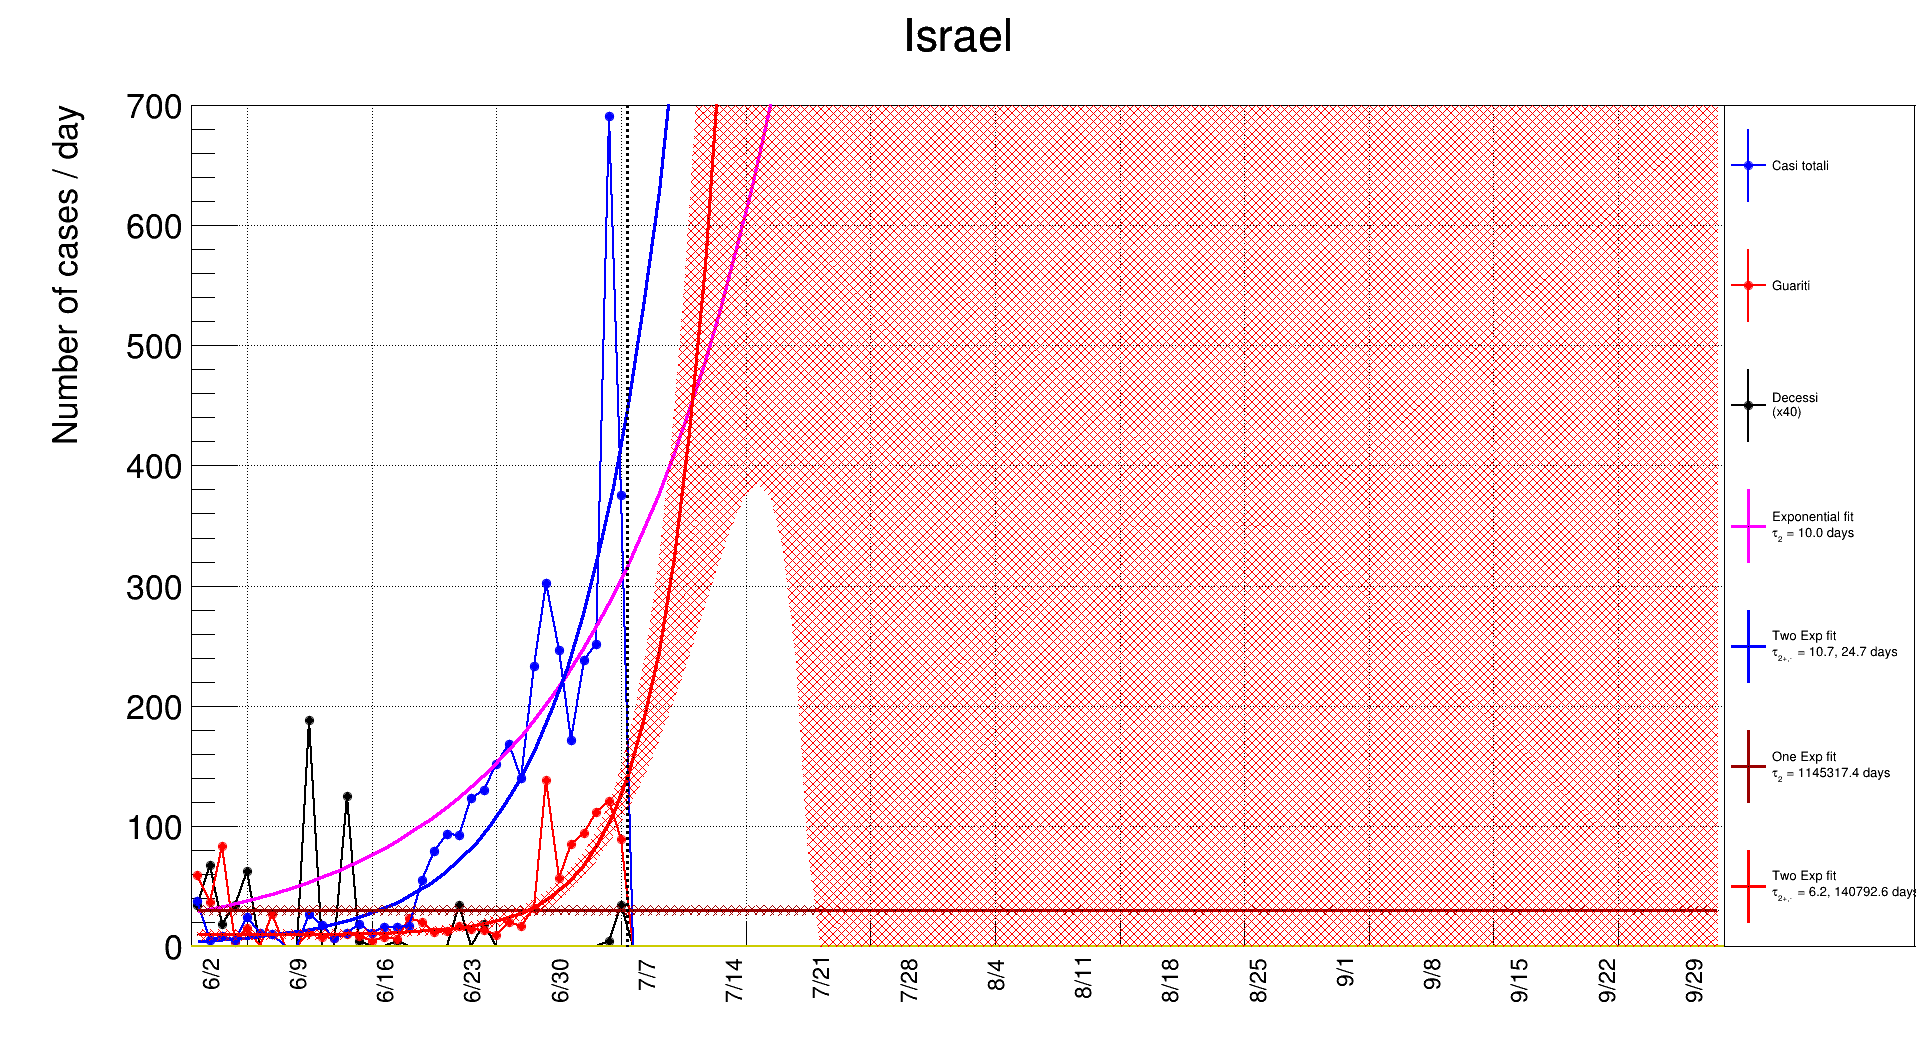 Israel
Number of cases / day
700
600
500
400
300
200
100
0
6/2
6/9
6/16
6/23
6/30
7/7
7/14
7/21
7/28
8/4
8/11
8/18
8/25
9/1
9/8
9/15
9/22
9/29
Casi totali
Guariti
Decessi
(x40)
Exponential fit
τ2 = 10.0 days
Two Exp fit
τ2+,- = 10.7, 24.7 days
One Exp fit
τ2 = 1145317.4 days
Two Exp fit
τ2+,- = 6.2, 140792.6 days